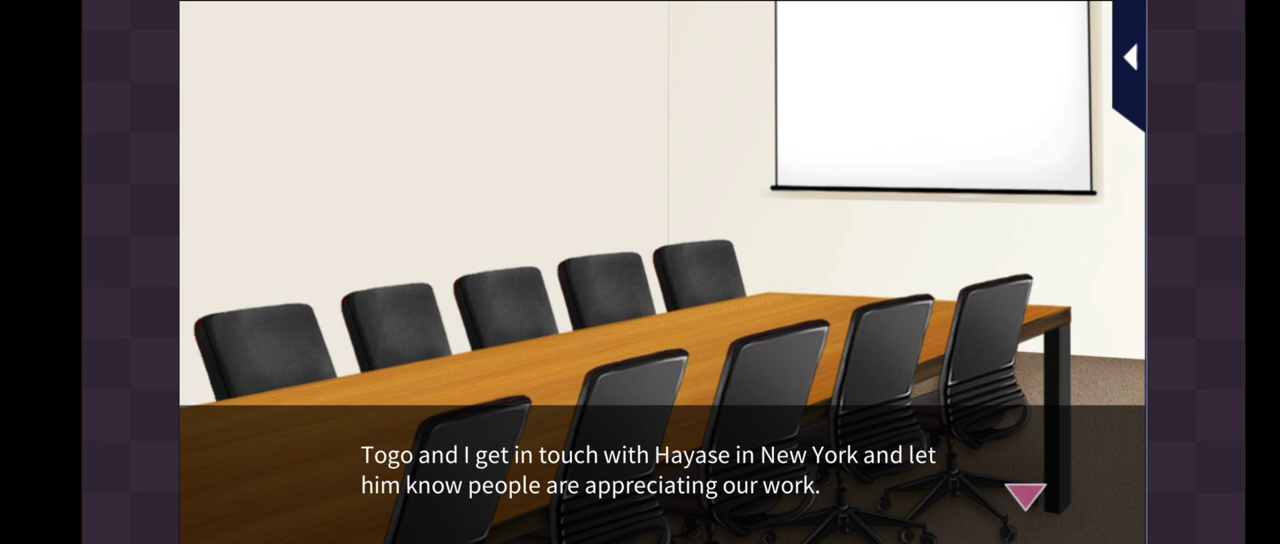 Togo and I get in touch with Hayase in New York and let
him know people are appreciating our work.